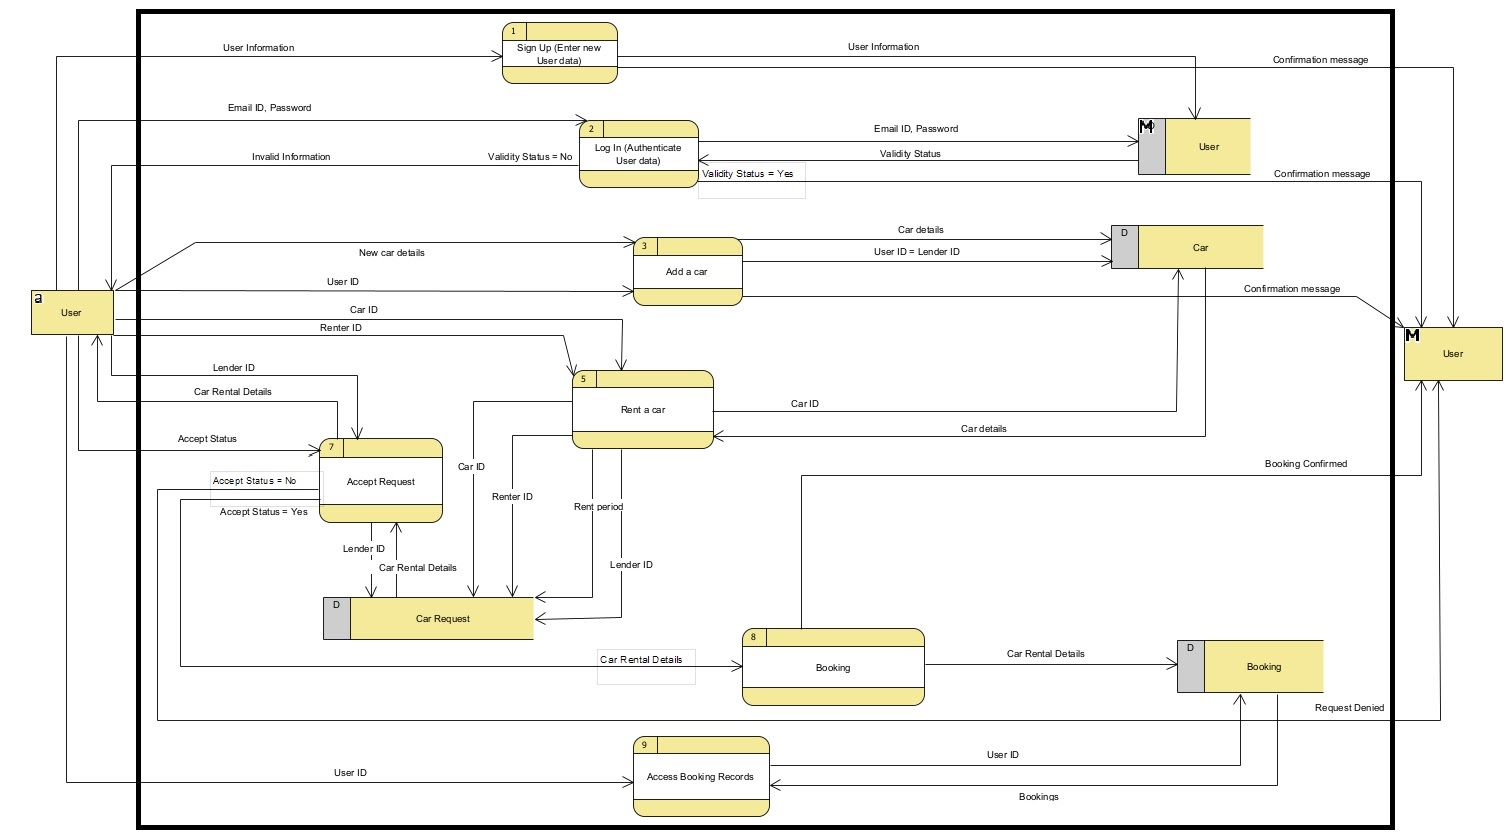 1
Sign Up (Enter new
User data)
User Information
User Information
Confirmation message
Email ID, Password
2
Log In (Authenticate
User data)
Email ID, Password
M
User
Invalid Information
Validity Status = No
Validity Status
Validity Status = Yes
Confirmation message
New car details
3
Add a car
Car details
User ID = Lender ID
D
Car
User ID
Confirmation message
a
User
Car ID
Renter ID
M
User
Lender ID
Car Rental Details
5
Rent a car
Car ID
Car details
Accept Status
7
Accept Request
Accept Status = No
Accept Status = Yes
Car ID
Renter ID
Rent period
Lender ID
Booking Confirmed
Lender ID
Car Rental Details
D
Car Request
Car Rental Details
8
Booking
Car Rental Details
D
Booking
Request Denied
9
Access Booking Records
User ID
User ID
Bookings